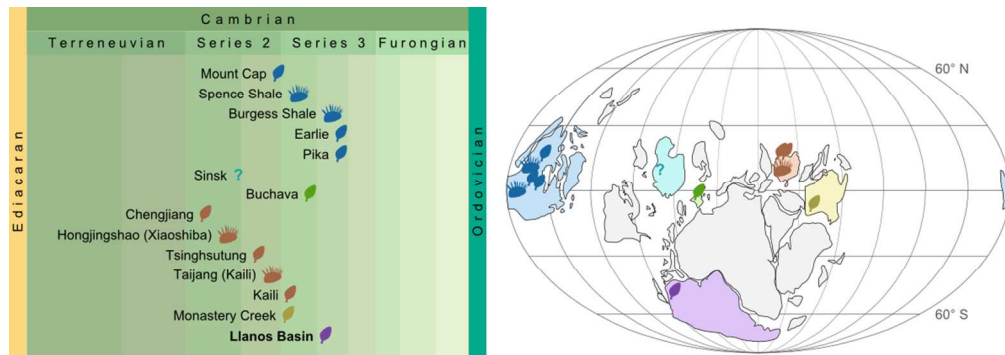 Cambrian
Terreneuvian
Series 2
Series 3
Furongian
Ediacaran
Ordovician
Mount Cap
Spence Shale
Burgess Shale
Earlie
Pika
Sinsk ?
Buchava
Chengjiang
Hongjingshao (Xiaoshiba)
Tsinghsutung
Taijang (Kaili)
Kaili
Monastery Creek
Llanos Basin
60° N
?
60° S